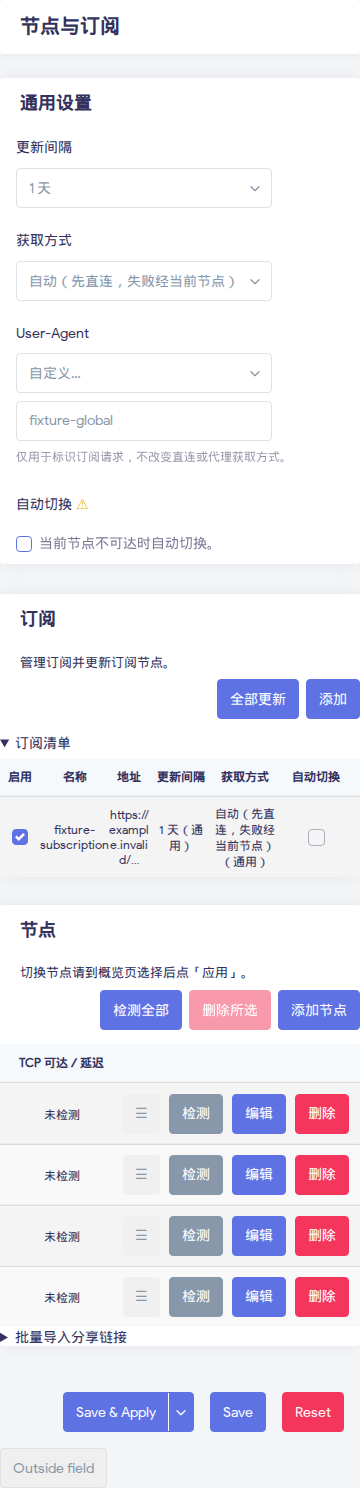 节点与订阅
通用设置
更新间隔
1 天
获取方式
自动（先直连，失败经当前节点）
User-Agent
自定义...
fixture-global
仅用于标识订阅请求，不改变直连或代理获取方式。
自动切换 ⚠
当前节点不可达时自动切换。
订阅
管理订阅并更新订阅节点。
全部更新 添加
▼ 订阅清单
启用 名称 地址 更新间隔 获取方式 自动切换
fixture-subscription
https://example.invalid/...
1 天（通用）
自动（先直连，失败经当前节点）（通用）
节点
切换节点请到概览页选择后点「应用」。
检测全部 删除所选 添加节点
TCP 可达 / 延迟
未检测 ☰ 检测 编辑 删除
未检测 ☰ 检测 编辑 删除
未检测 ☰ 检测 编辑 删除
未检测 ☰ 检测 编辑 删除
▶ 批量导入分享链接
Save & Apply Save Reset
Outside field